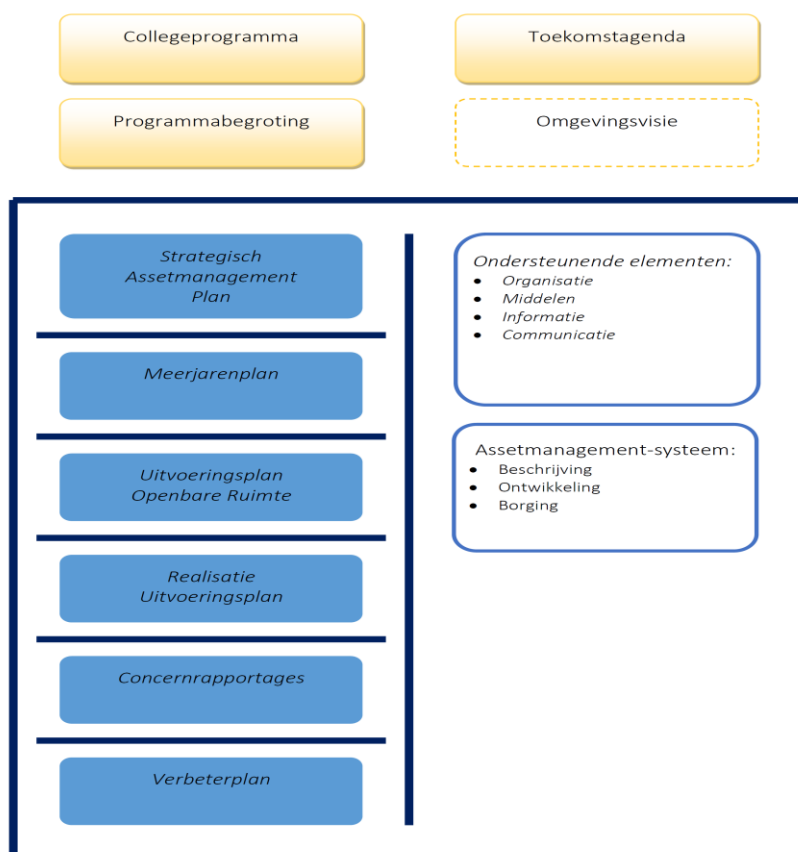 Collegeprogramma
Toekomstagenda
Programmabegroting
Omgevingsvisie
Strategisch
Assetmanagement
Plan
Meerjarenplan
Uitvoeringsplan
Openbare Ruimte
Realisatie
Uitvoeringsplan
Concernrapportages
Verbeterplan
Ondersteunende elementen:
• Organisatie
• Middelen
• Informatie
• Communicatie
Assetmanagement-systeem:
• Beschrijving
• Ontwikkeling
• Borging